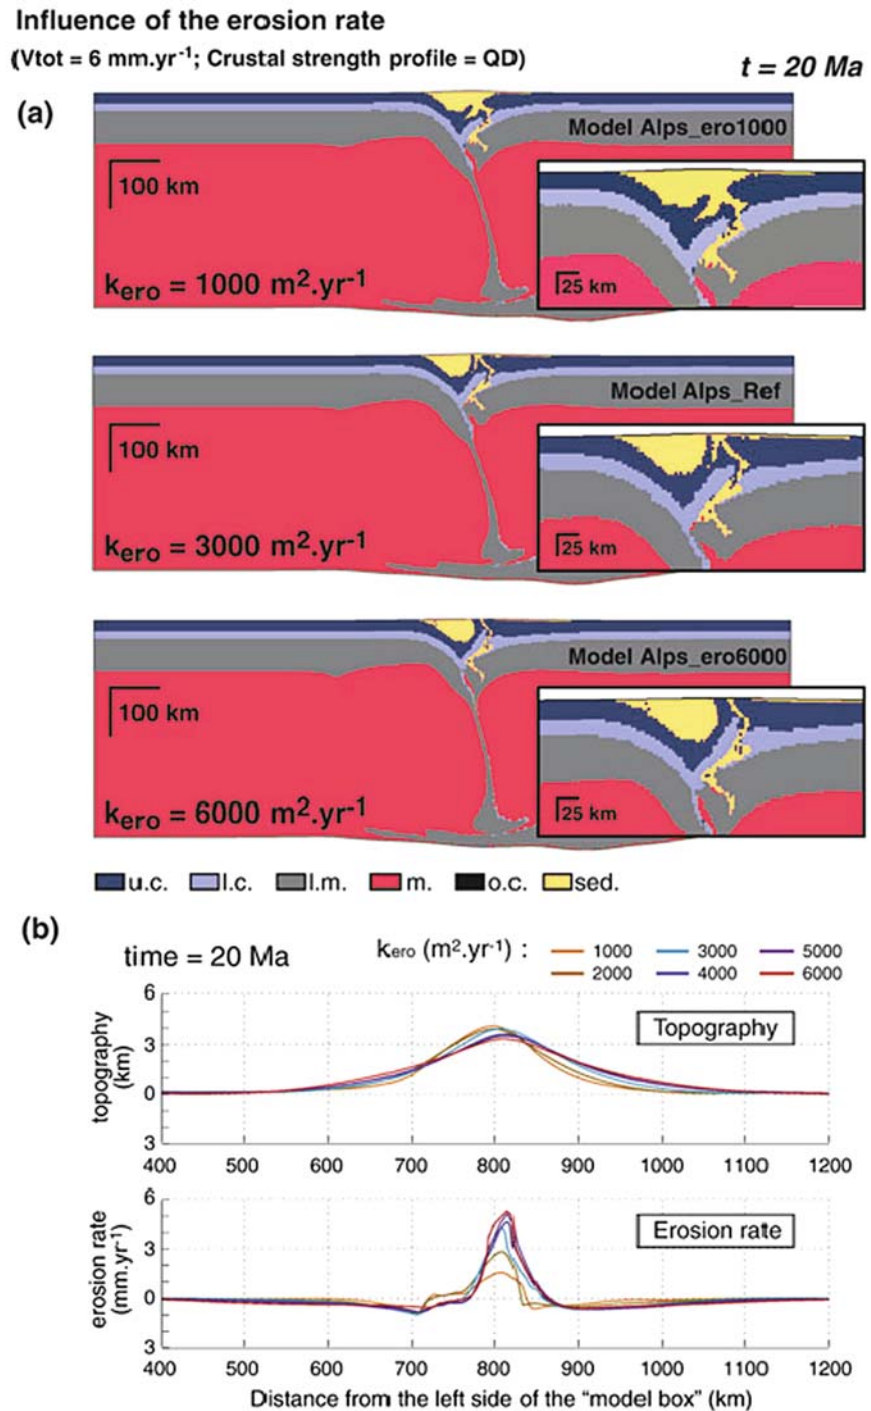 Influence of the erosion rate
(Vtot = 6 mm.yr-1; Crustal strength profile = QD)
t = 20 Ma
(a)
Model Alps_ero1000
100 km
kero = 1000 m2.yr-1
25 km
Model Alps_Ref
100 km
kero = 3000 m2.yr-1
25 km
Model Alps_ero6000
100 km
kero = 6000 m2.yr-1
25 km
u.c. l.c. l.m. m. o.c. sed.
(b)
time = 20 Ma
kero (m2.yr-1) :
1000 3000 5000
2000 4000 6000
topography (km)
6
3
0
3
Topography
400 500 600 700 800 900 1000 1100 1200
erosion rate (mm.yr-1)
6
3
0
3
Erosion rate
400 500 600 700 800 900 1000 1100 1200
Distance from the left side of the “model box” (km)